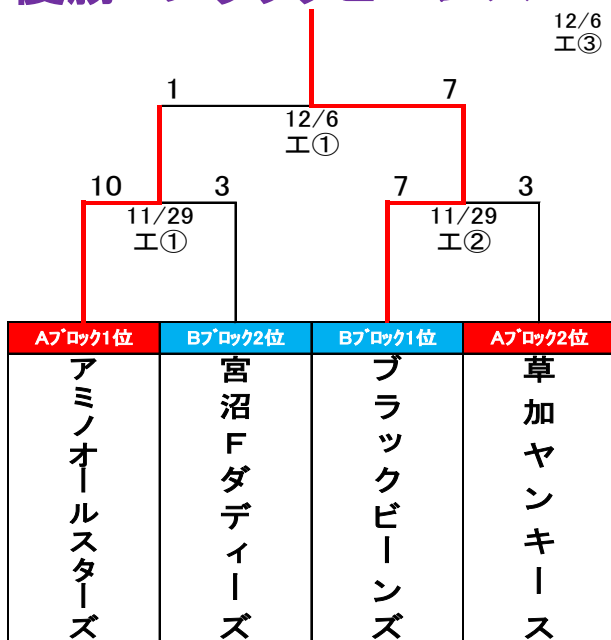 12/6
エ③
1 7
12/6
エ①
10 3 7 3
11/29 11/29
エ① エ②
Aブロック1位 Bブロック2位 Bブロック1位 Aブロック2位
アミノオールスターズ
宮沼Fダディーズ
ブラックビーンズ
草加ヤンキース